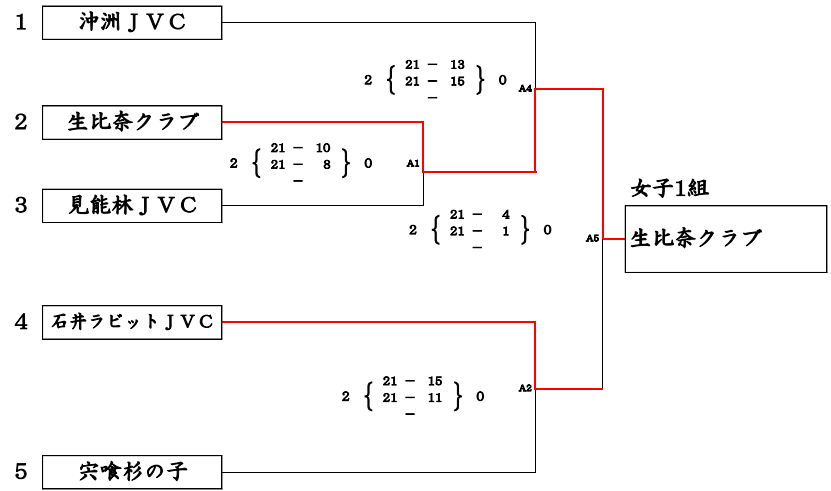 1 沖洲ＪＶＣ
2 { 21 － 13
21 － 15 } 0
－
A4
2 生比奈クラブ
2 { 21 － 10
21 － 8 } 0
－
A1
3 見能林ＪＶＣ
女子1組
生比奈クラブ
2 { 21 － 4
21 － 1 } 0
－
A5
4 石井ラビットＪＶＣ
2 { 21 － 15
21 － 11 } 0
－
A2
5 宍喰杉の子